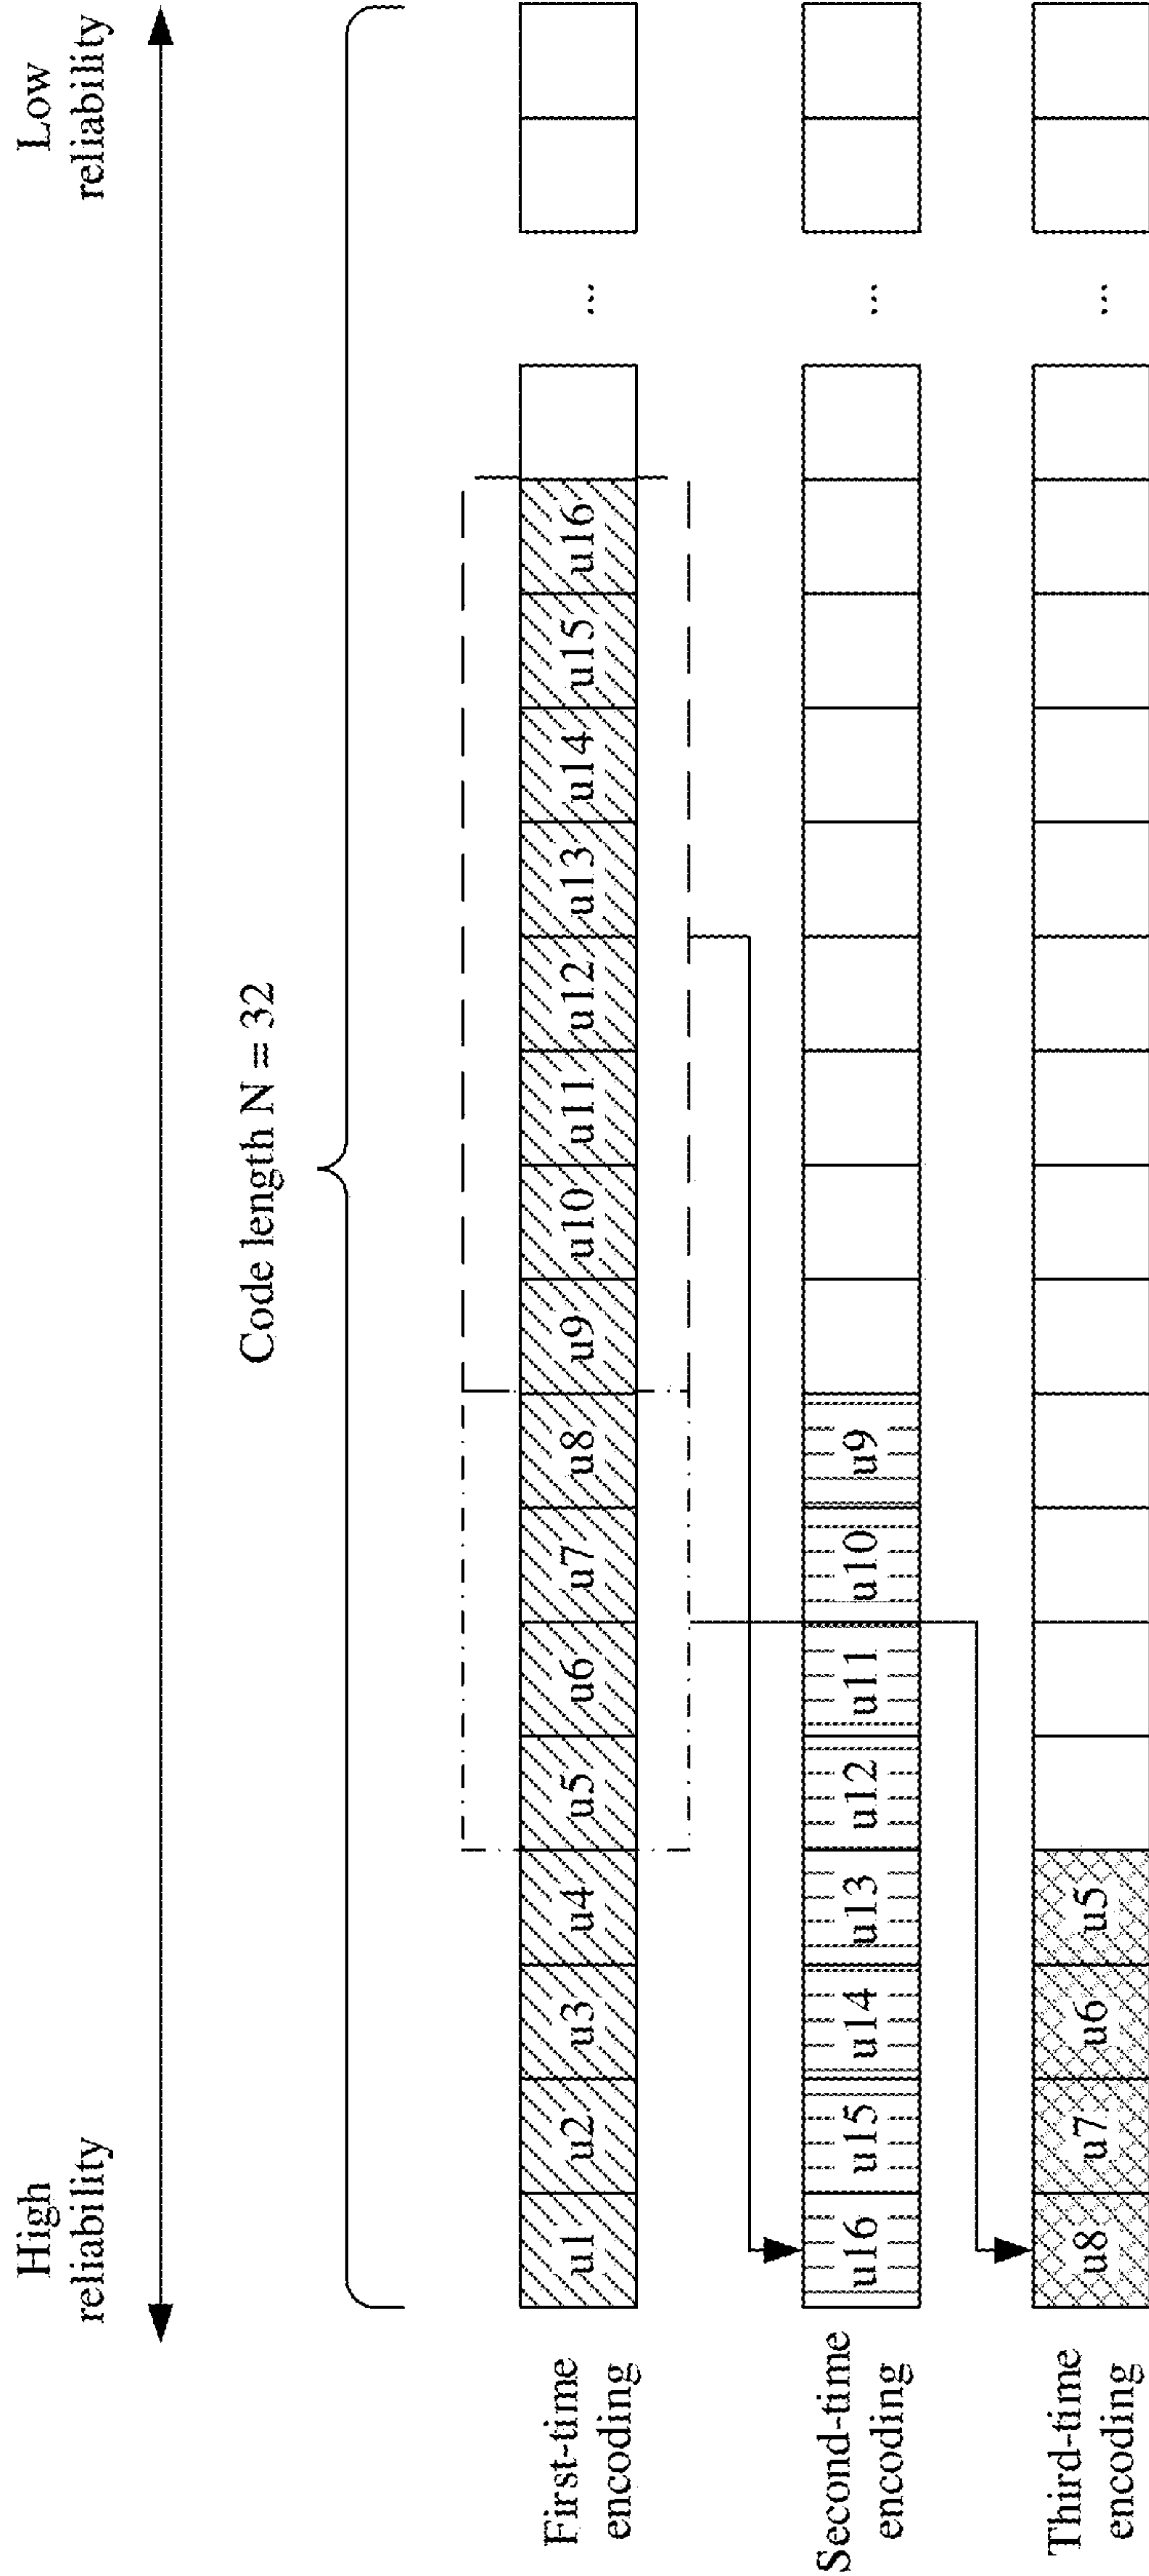 High
reliability
Low
reliability
Code length N = 32
First-time
encoding
u1 u2 u3 u4 u5 u6 u7 u8 u9 u10 u11 u12 u13 u14 u15 u16 ...
Second-time
encoding
u16 u15 u14 u13 u12 u11 u10 u9 ...
Third-time
encoding
u8 u7 u6 u5 ...